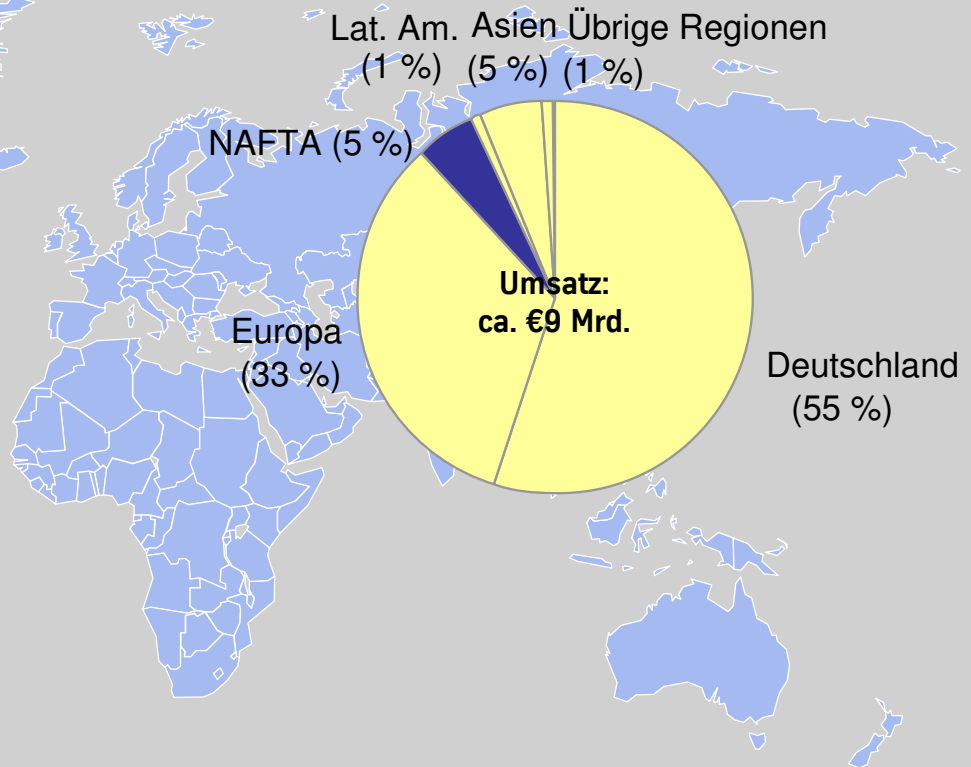 Lat. Am. Asien Übrige Regionen
(1 %) (5 %) (1 %)
NAFTA (5 %)
Umsatz:
ca. €9 Mrd.
Europa
(33 %)
Deutschland
(55 %)